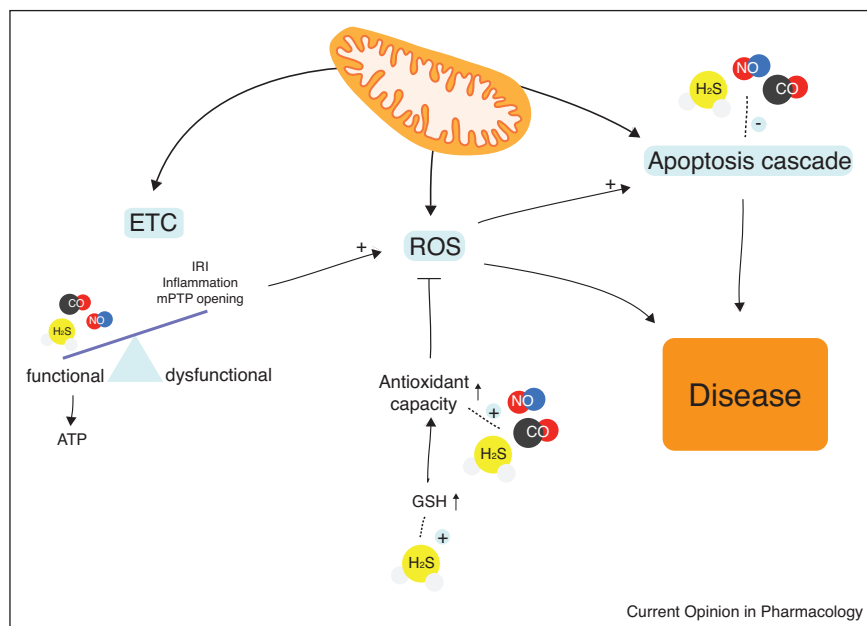 NO
H2S
CO
-
Apoptosis cascade
+
ETC
ROS
+
IRI
Inflammation
mPTP opening
CO
NO
H2S
functional
dysfunctional
ATP
Antioxidant
capacity
NO
+
CO
H2S
GSH
+
H2S
Disease
Current Opinion in Pharmacology